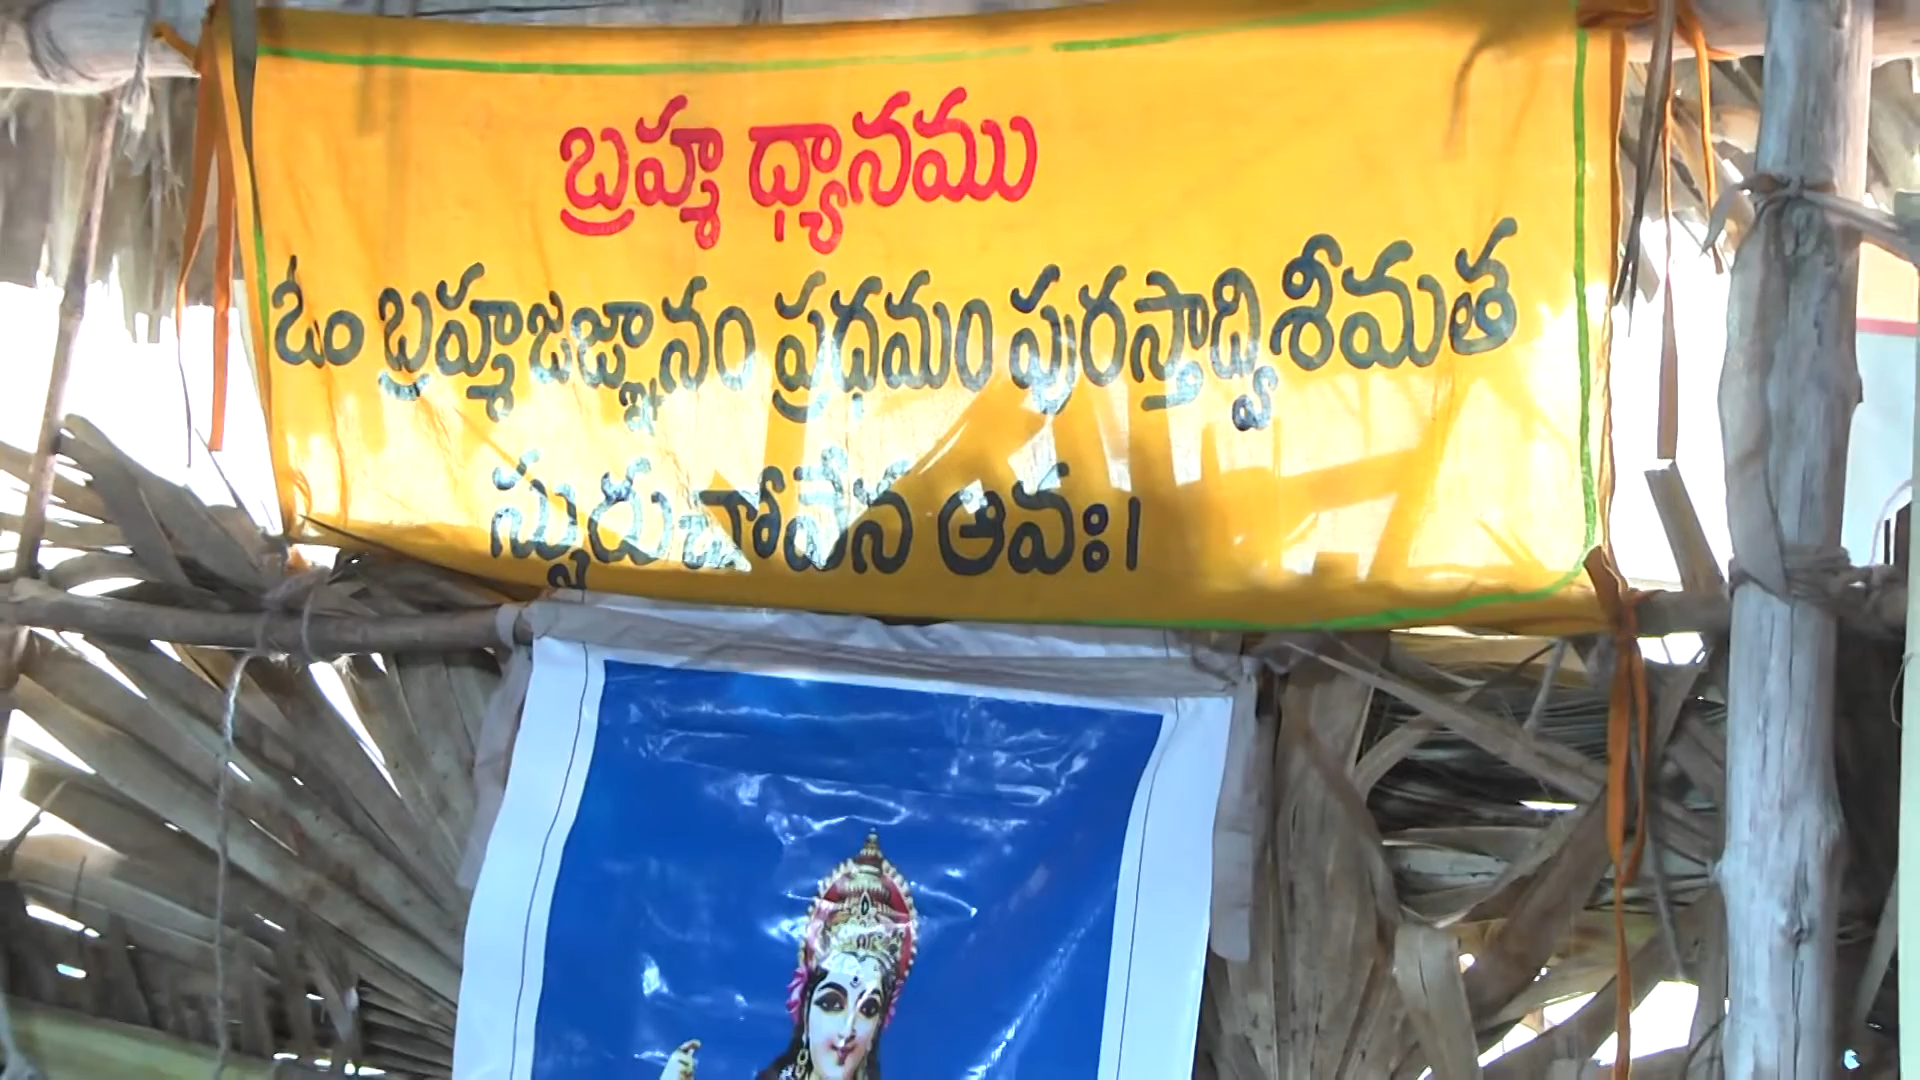 బ్రహ్మ ధ్యానము
ఓం బ్రహ్మజజ్ఞానం ప్రధమం పురస్తాద్విశీమత
స్సురుచోవేన ఆవః।